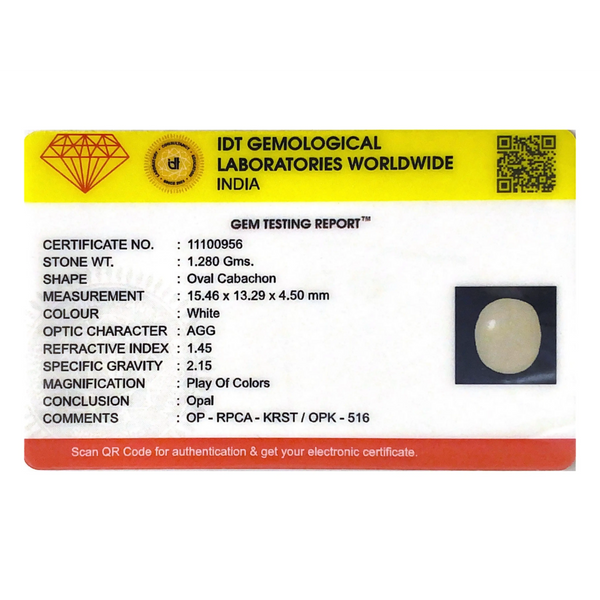 IDT GEMOLOGICAL
LABORATORIES WORLDWIDE
INDIA
idt
GEM TESTING REPORT™
CERTIFICATE NO. : 11100956
STONE WT. : 1.280 Gms.
SHAPE : Oval Cabachon
MEASUREMENT : 15.46 x 13.29 x 4.50 mm
COLOUR : White
OPTIC CHARACTER : AGG
REFRACTIVE INDEX : 1.45
SPECIFIC GRAVITY : 2.15
MAGNIFICATION : Play Of Colors
CONCLUSION : Opal
COMMENTS : OP - RPCA - KRST / OPK - 516
Scan QR Code for authentication & get your electronic certificate.